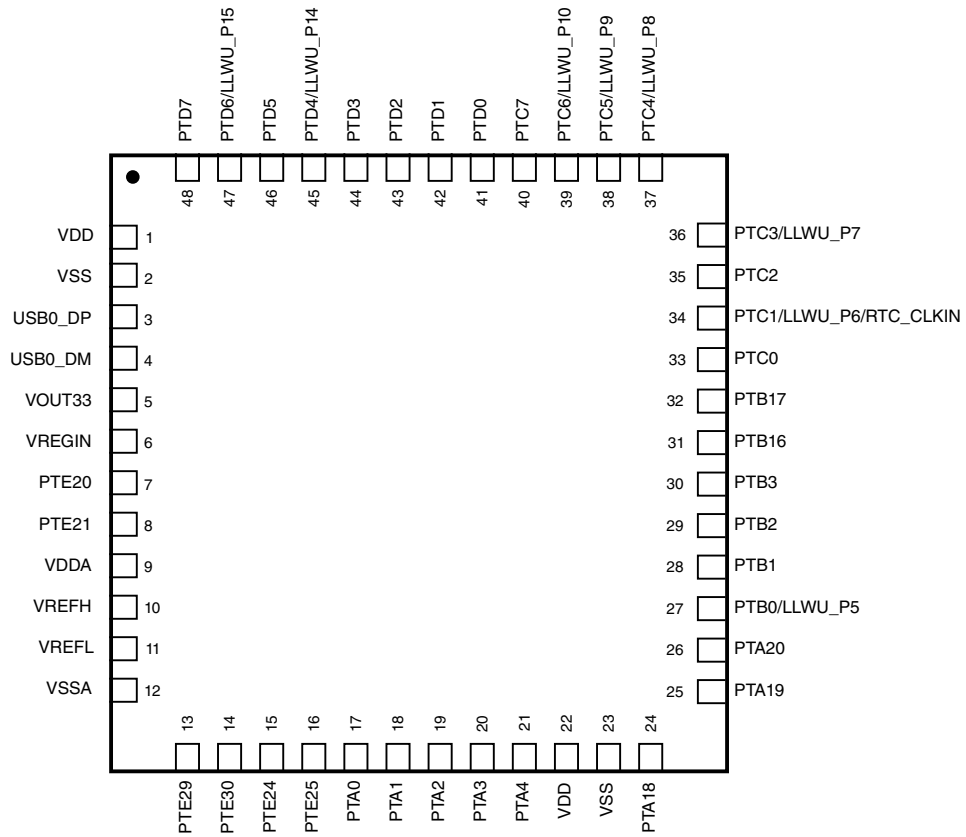 PTD7
PTD6/LLWU_P15
PTD5
PTD4/LLWU_P14
PTD3
PTD2
PTD1
PTD0
PTC7
PTC6/LLWU_P10
PTC5/LLWU_P9
PTC4/LLWU_P8
48
47
46
45
44
43
42
41
40
39
38
37
VDD 1
VSS 2
USB0_DP 3
USB0_DM 4
VOUT33 5
VREGIN 6
PTE20 7
PTE21 8
VDDA 9
VREFH 10
VREFL 11
VSSA 12
36 PTC3/LLWU_P7
35 PTC2
34 PTC1/LLWU_P6/RTC_CLKIN
33 PTC0
32 PTB17
31 PTB16
30 PTB3
29 PTB2
28 PTB1
27 PTB0/LLWU_P5
26 PTA20
25 PTA19
13
14
15
16
17
18
19
20
21
22
23
24
PTE29
PTE30
PTE24
PTE25
PTA0
PTA1
PTA2
PTA3
PTA4
VDD
VSS
PTA18